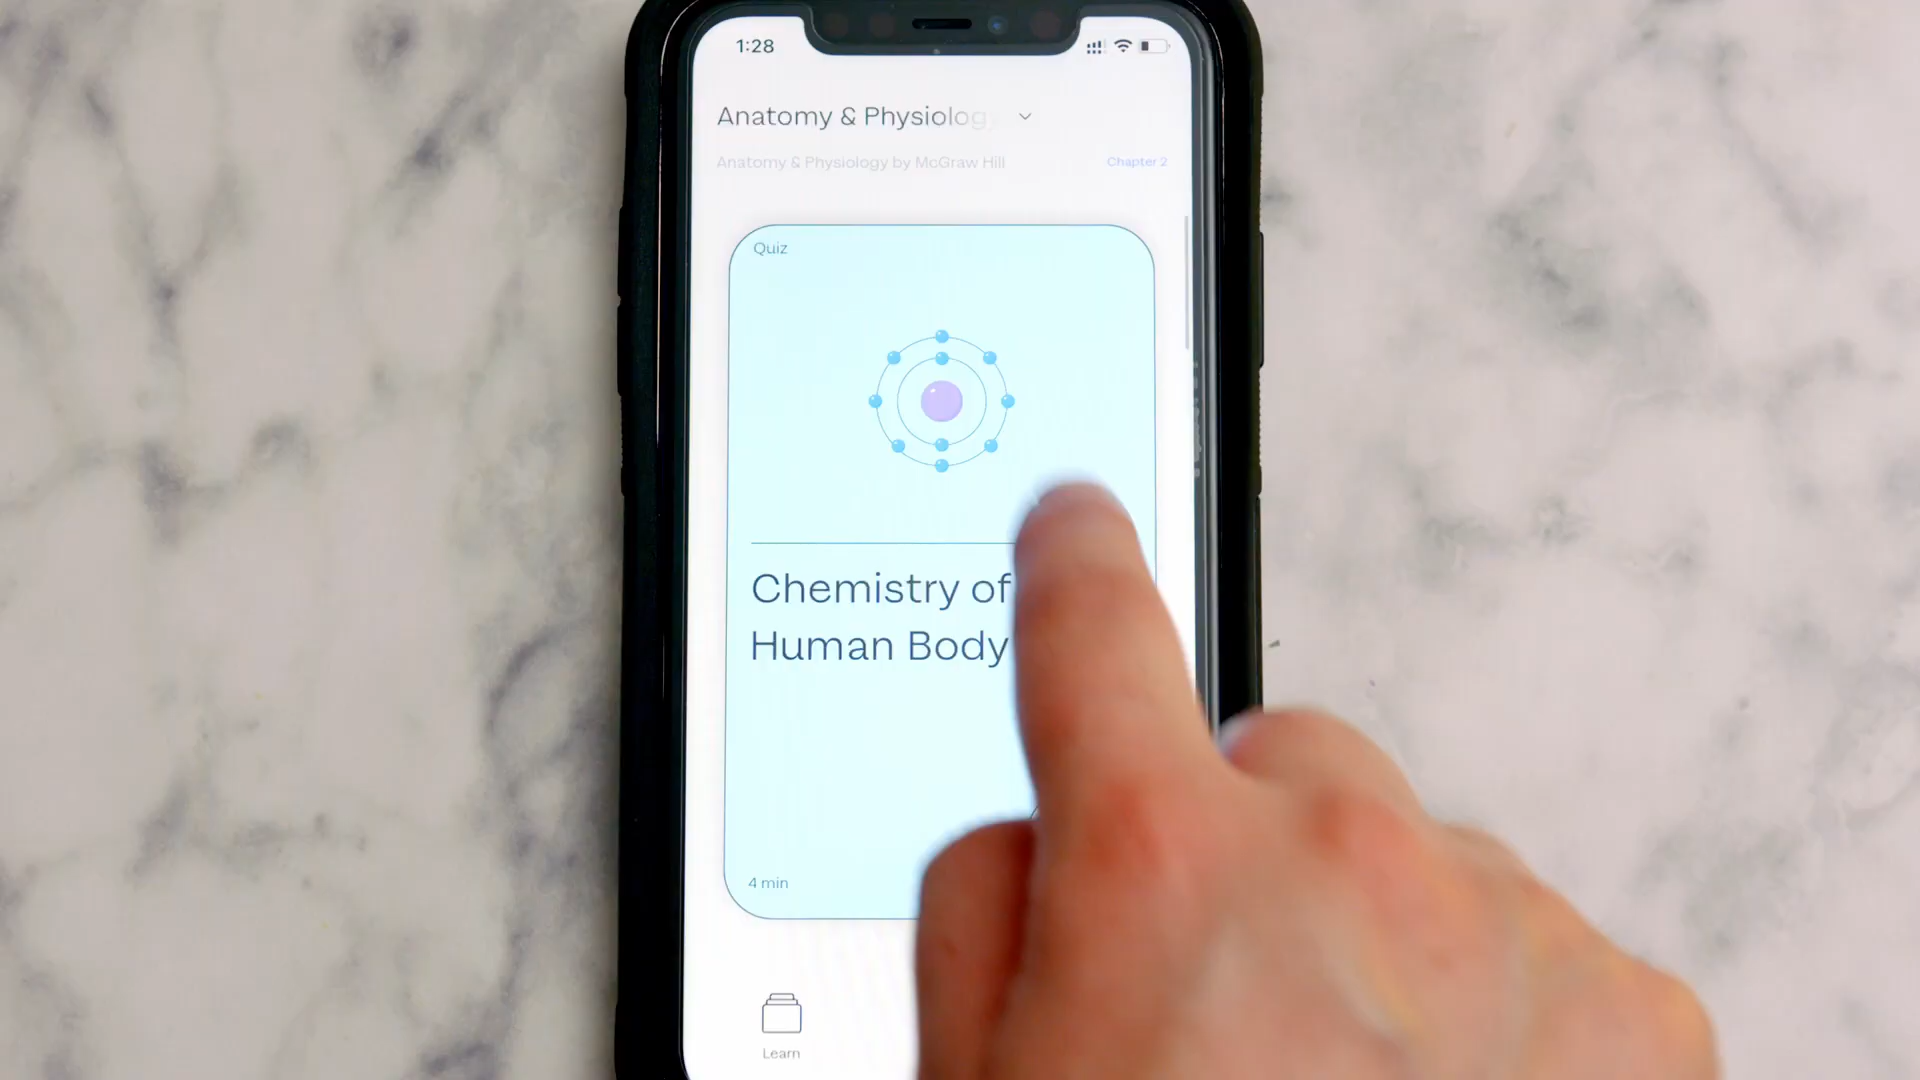 1:28
Anatomy & Physiolog
Anatomy & Physiology by McGraw Hill
Chapter 2
Quiz
Chemistry of
Human Body
4 min
Learn